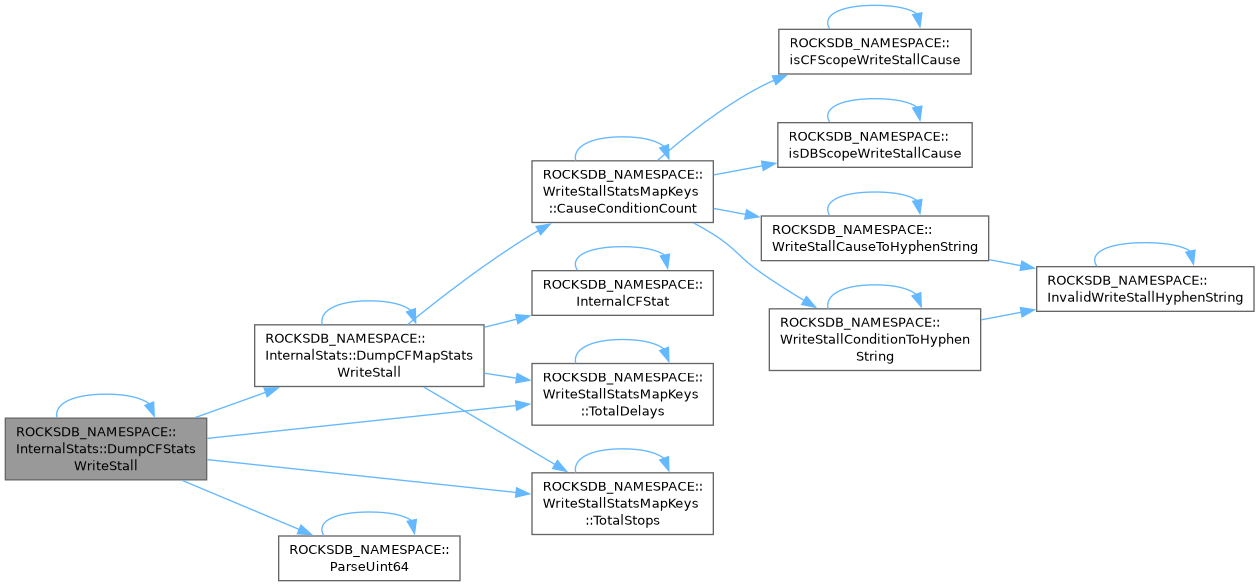 ROCKSDB_NAMESPACE::
isCFScopeWriteStallCause
ROCKSDB_NAMESPACE::
isDBScopeWriteStallCause
ROCKSDB_NAMESPACE::
WriteStallStatsMapKeys
::CauseConditionCount
ROCKSDB_NAMESPACE::
WriteStallCauseToHyphenString
ROCKSDB_NAMESPACE::
InvalidWriteStallHyphenString
ROCKSDB_NAMESPACE::
InternalCFStat
ROCKSDB_NAMESPACE::
WriteStallConditionToHyphen
String
ROCKSDB_NAMESPACE::
InternalStats::DumpCFMapStats
WriteStall
ROCKSDB_NAMESPACE::
WriteStallStatsMapKeys
::TotalDelays
ROCKSDB_NAMESPACE::
InternalStats::DumpCFStats
WriteStall
ROCKSDB_NAMESPACE::
WriteStallStatsMapKeys
::TotalStops
ROCKSDB_NAMESPACE::
ParseUint64